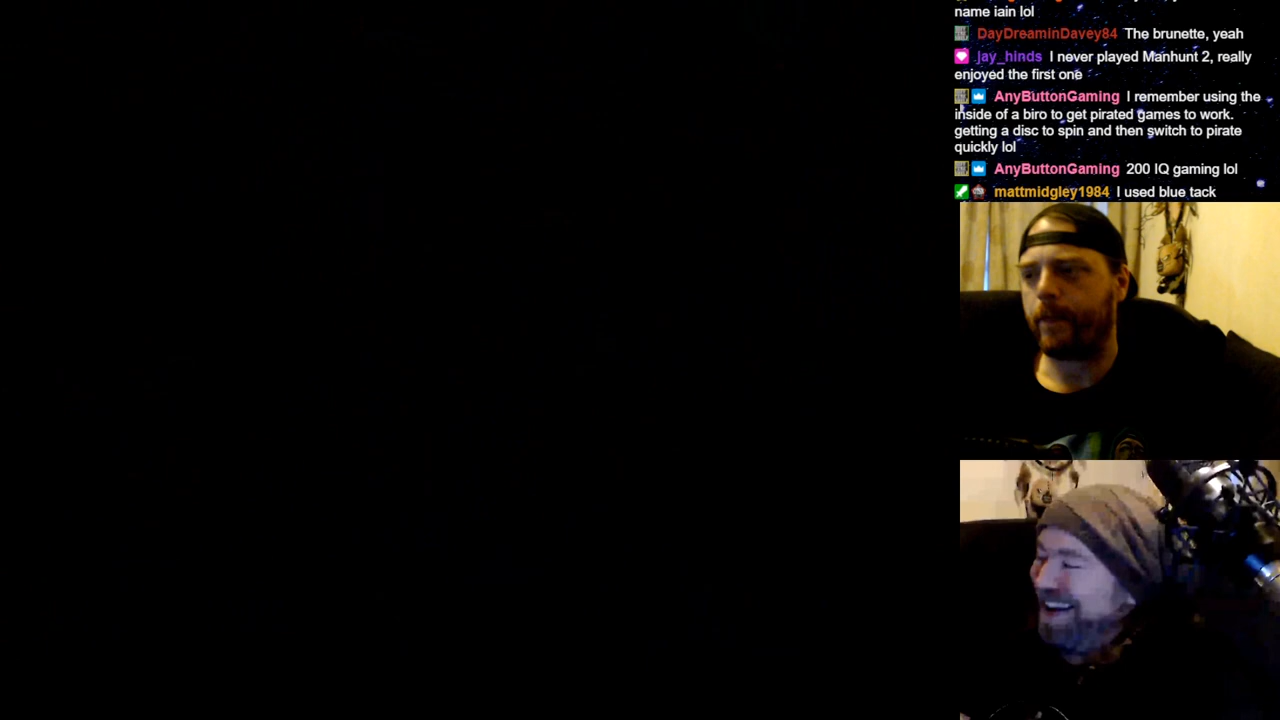 name iain lol
DayDreaminDavey84 The brunette, yeah
jay_hinds I never played Manhunt 2, really
enjoyed the first one
AnyButtonGaming I remember using the
inside of a biro to get pirated games to work.
getting a disc to spin and then switch to pirate
quickly lol
AnyButtonGaming 200 IQ gaming lol
mattmidgley1984 I used blue tack